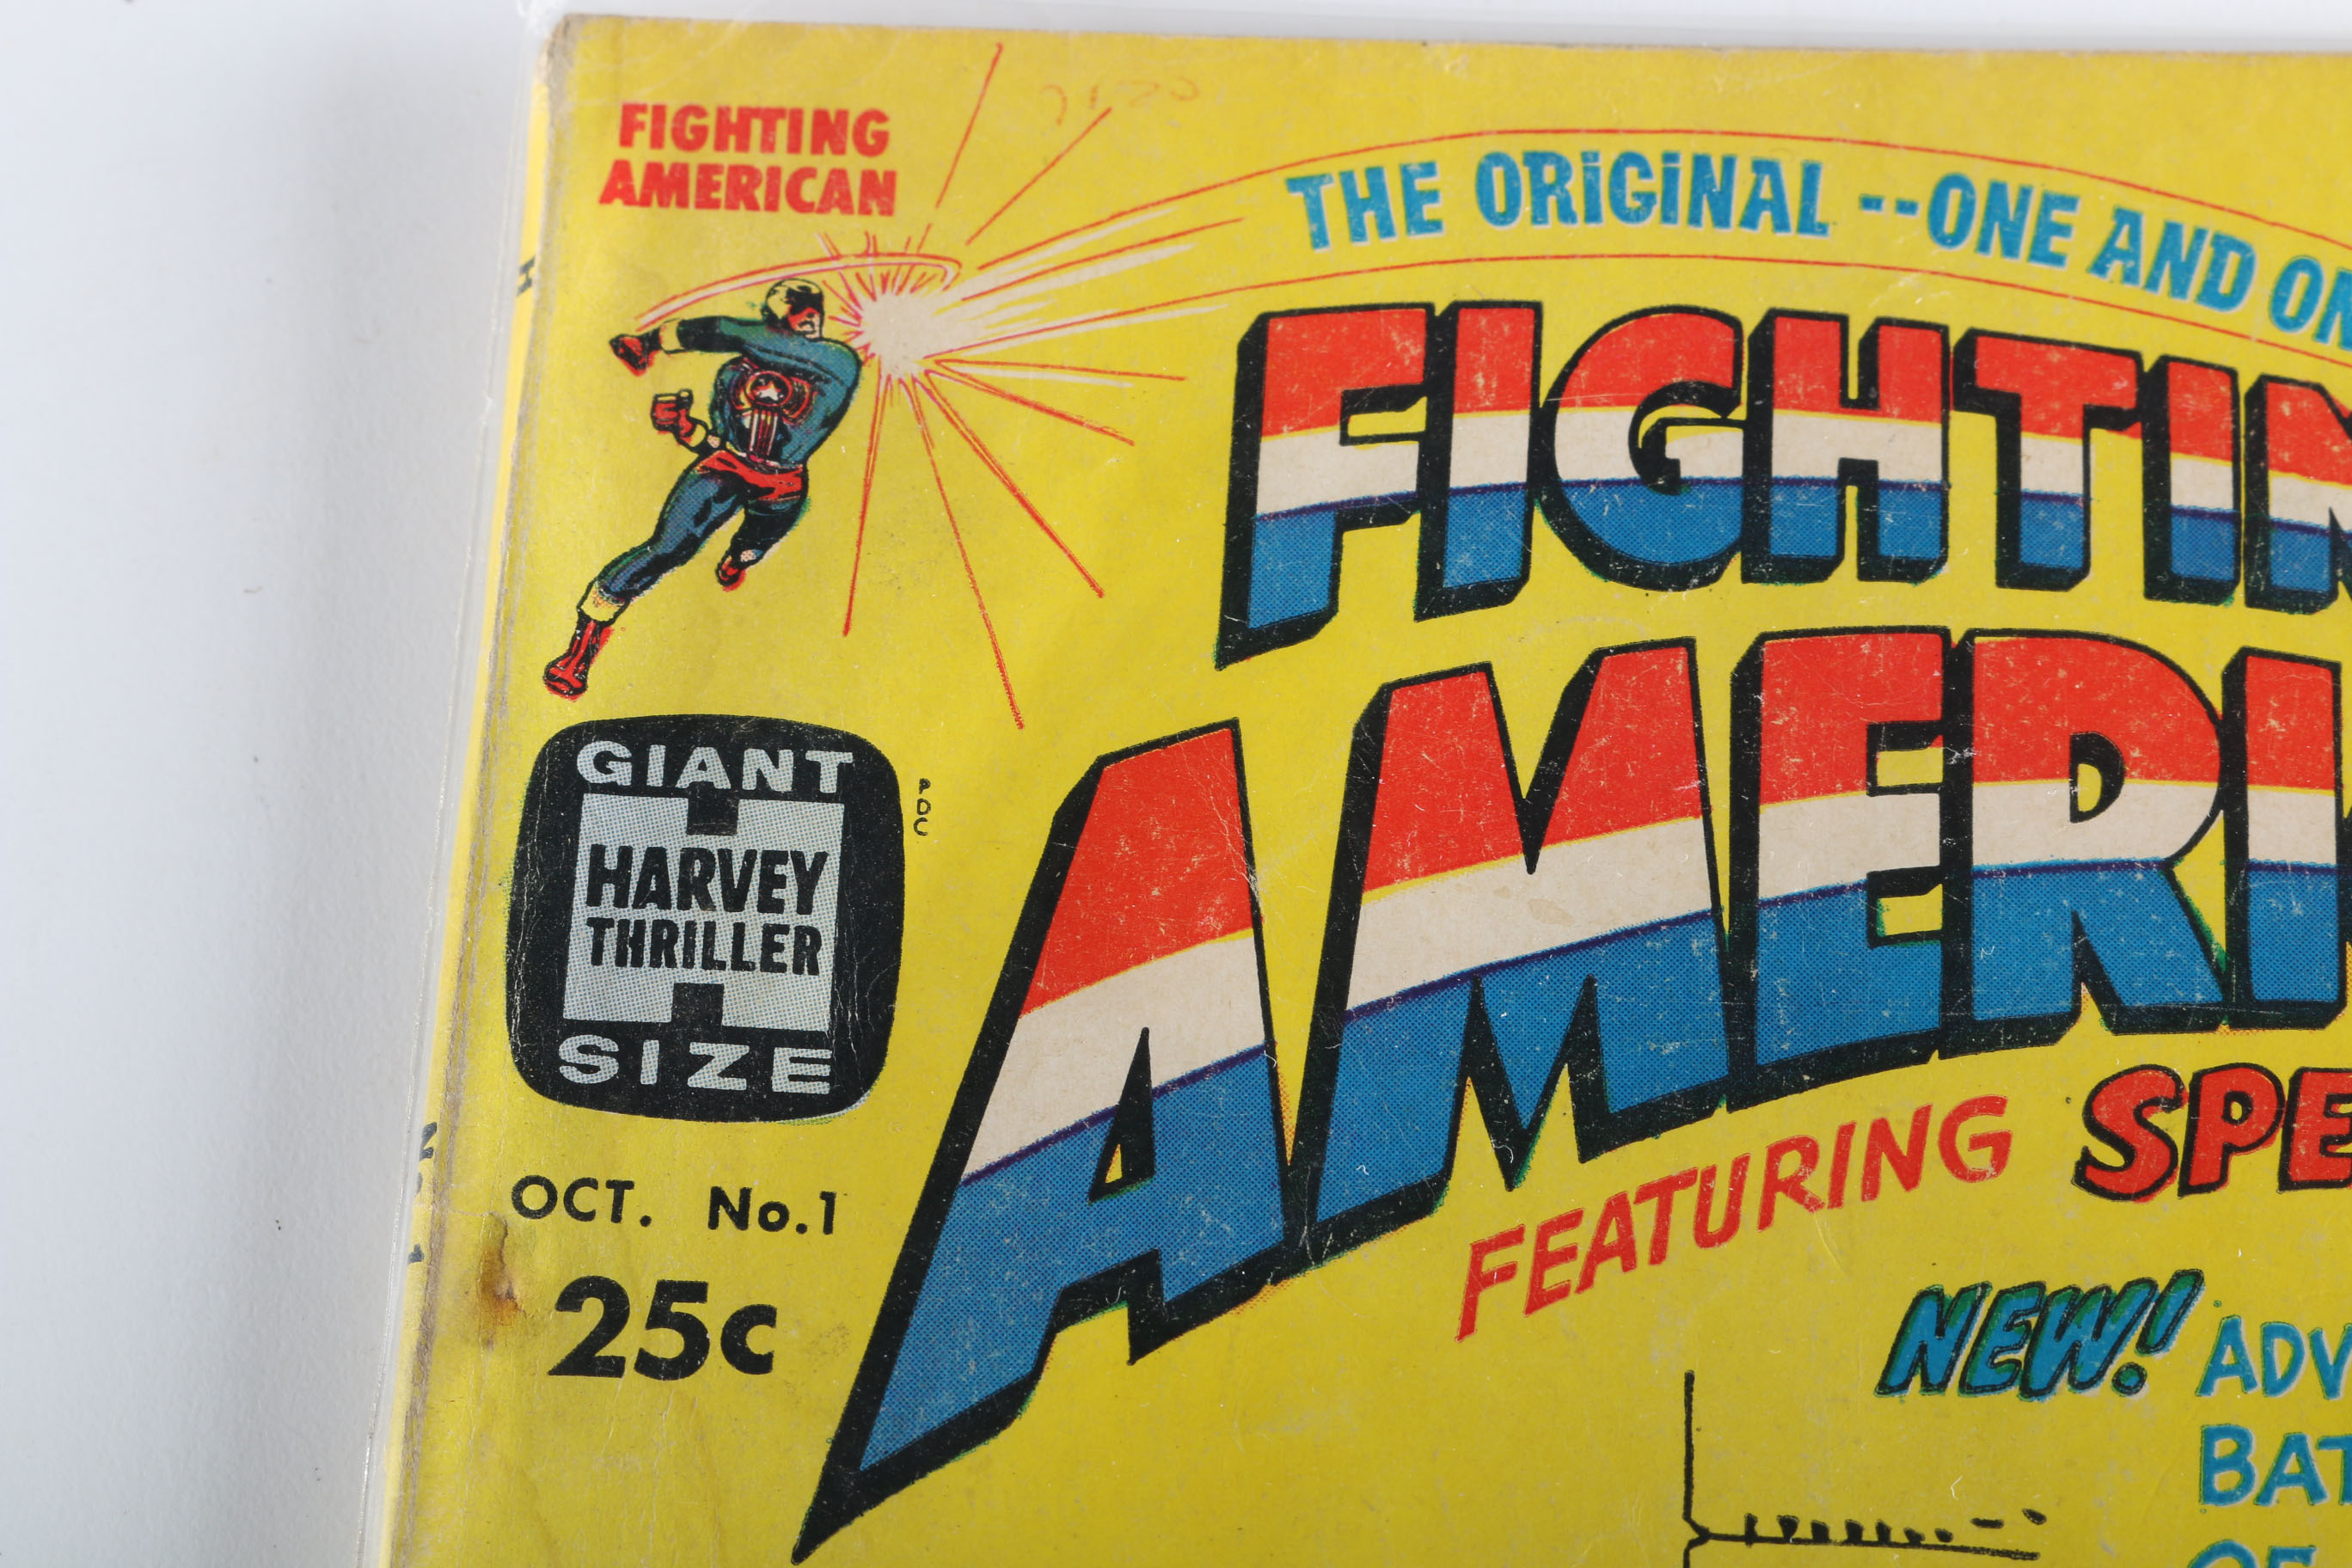 FIGHTING
AMERICAN
THE ORiGiNAL --ONE AND ON
FIGHTIN
AMERI
GIANT
HARVEY
THRILLER
SIZE
PDC
OCT. No.1
25c
FEATURING SPE
NEW! ADV
BAT
OF